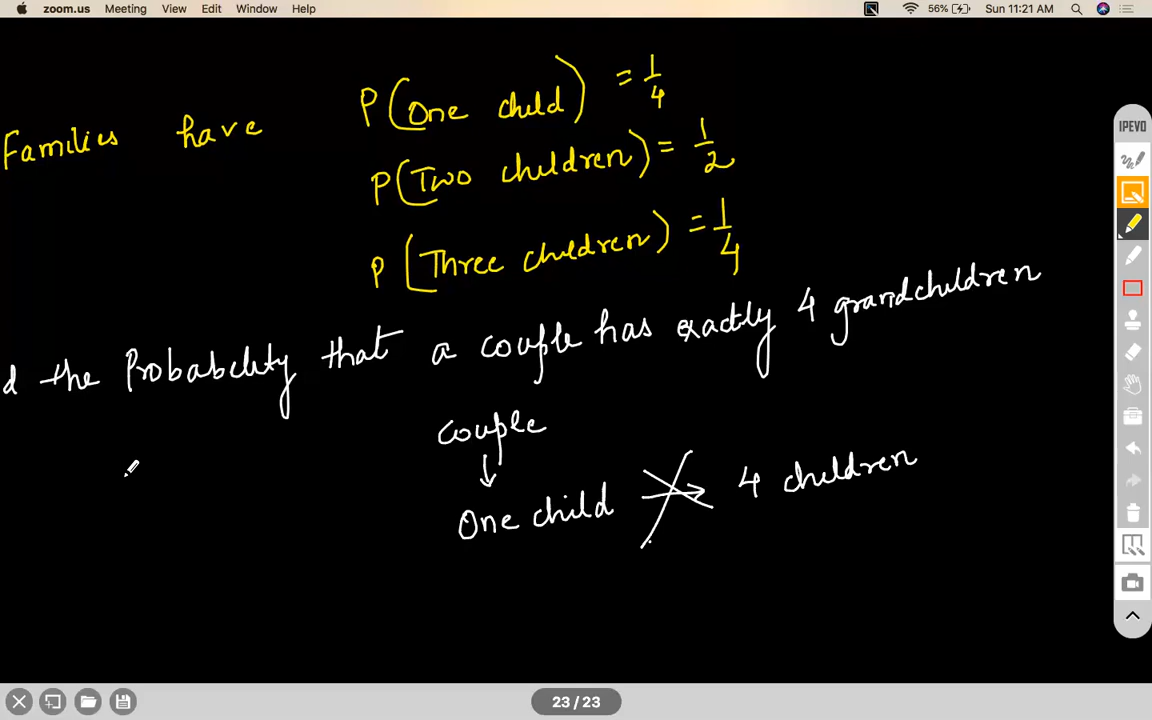 zoom.us Meeting View Edit Window Help 56% Sun 11:21 AM
IPEVO
P(One child) = 1/4
Families have
P(Two children) = 1/2
P(Three children) = 1/4
d the Probability that a couple has exactly 4 grandchildren
couple
One child 4 children
23 / 23